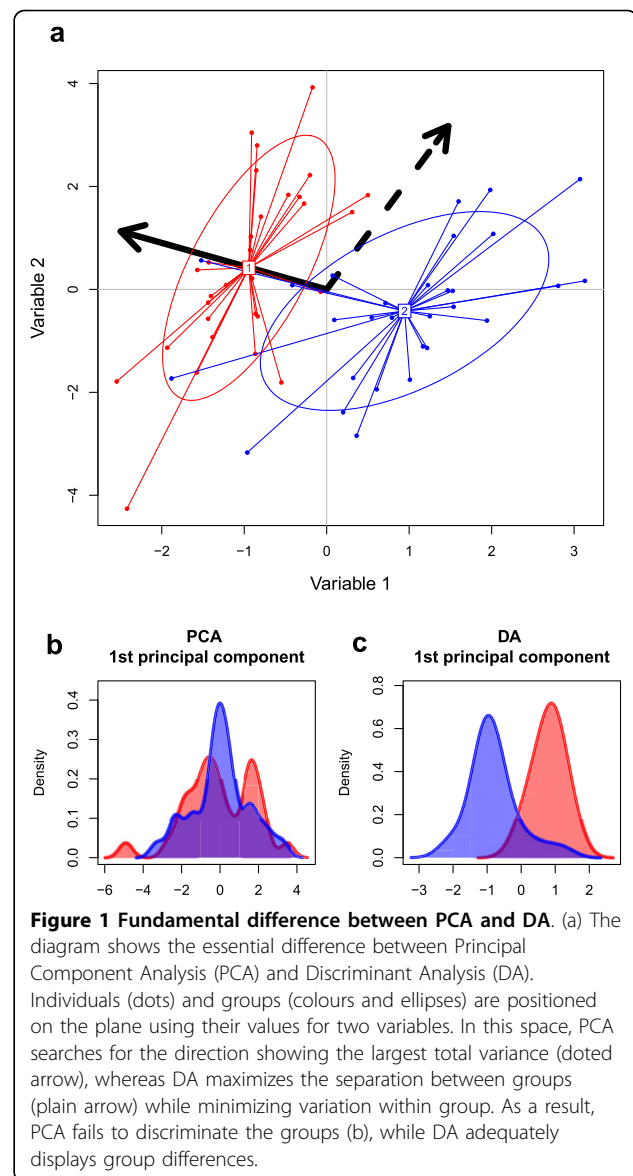 a
4
2
0
−2
−4
Variable 2
1
2
−2 −1 0 1 2 3
Variable 1
b
PCA
1st principal component
0.4
0.3
0.2
0.1
0.0
Density
−6 −4 −2 0 2 4
c
DA
1st principal component
0.8
0.6
0.4
0.2
0.0
Density
−3 −2 −1 0 1 2
Figure 1 Fundamental difference between PCA and DA. (a) The
diagram shows the essential difference between Principal
Component Analysis (PCA) and Discriminant Analysis (DA).
Individuals (dots) and groups (colours and ellipses) are positioned
on the plane using their values for two variables. In this space, PCA
searches for the direction showing the largest total variance (doted
arrow), whereas DA maximizes the separation between groups
(plain arrow) while minimizing variation within group. As a result,
PCA fails to discriminate the groups (b), while DA adequately
displays group differences.